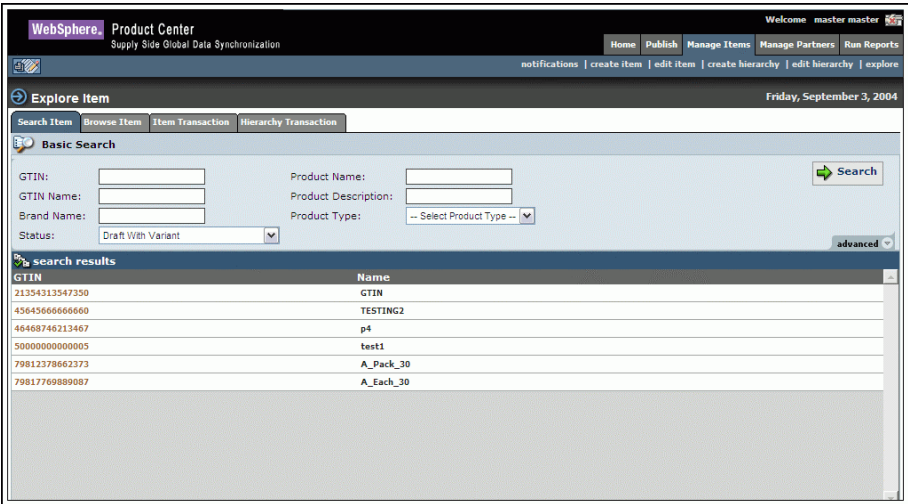 WebSphere. Product Center
Supply Side Global Data Synchronization
Welcome master master
Home Publish Manage Items Manage Partners Run Reports
notifications | create item | edit item | create hierarchy | edit hierarchy | explore
Explore Item
Friday, September 3, 2004
Search Item Browse Item Item Transaction Hierarchy Transaction
Basic Search
GTIN: Product Name: Search
GTIN Name: Product Description:
Brand Name: Product Type: -- Select Product Type --
Status: Draft With Variant
advanced
search results
GTIN Name
21354313547350 GTIN
45645666666660 TESTING2
46468746213467 p4
50000000000005 test1
79812378662373 A_Pack_30
79817769889087 A_Each_30